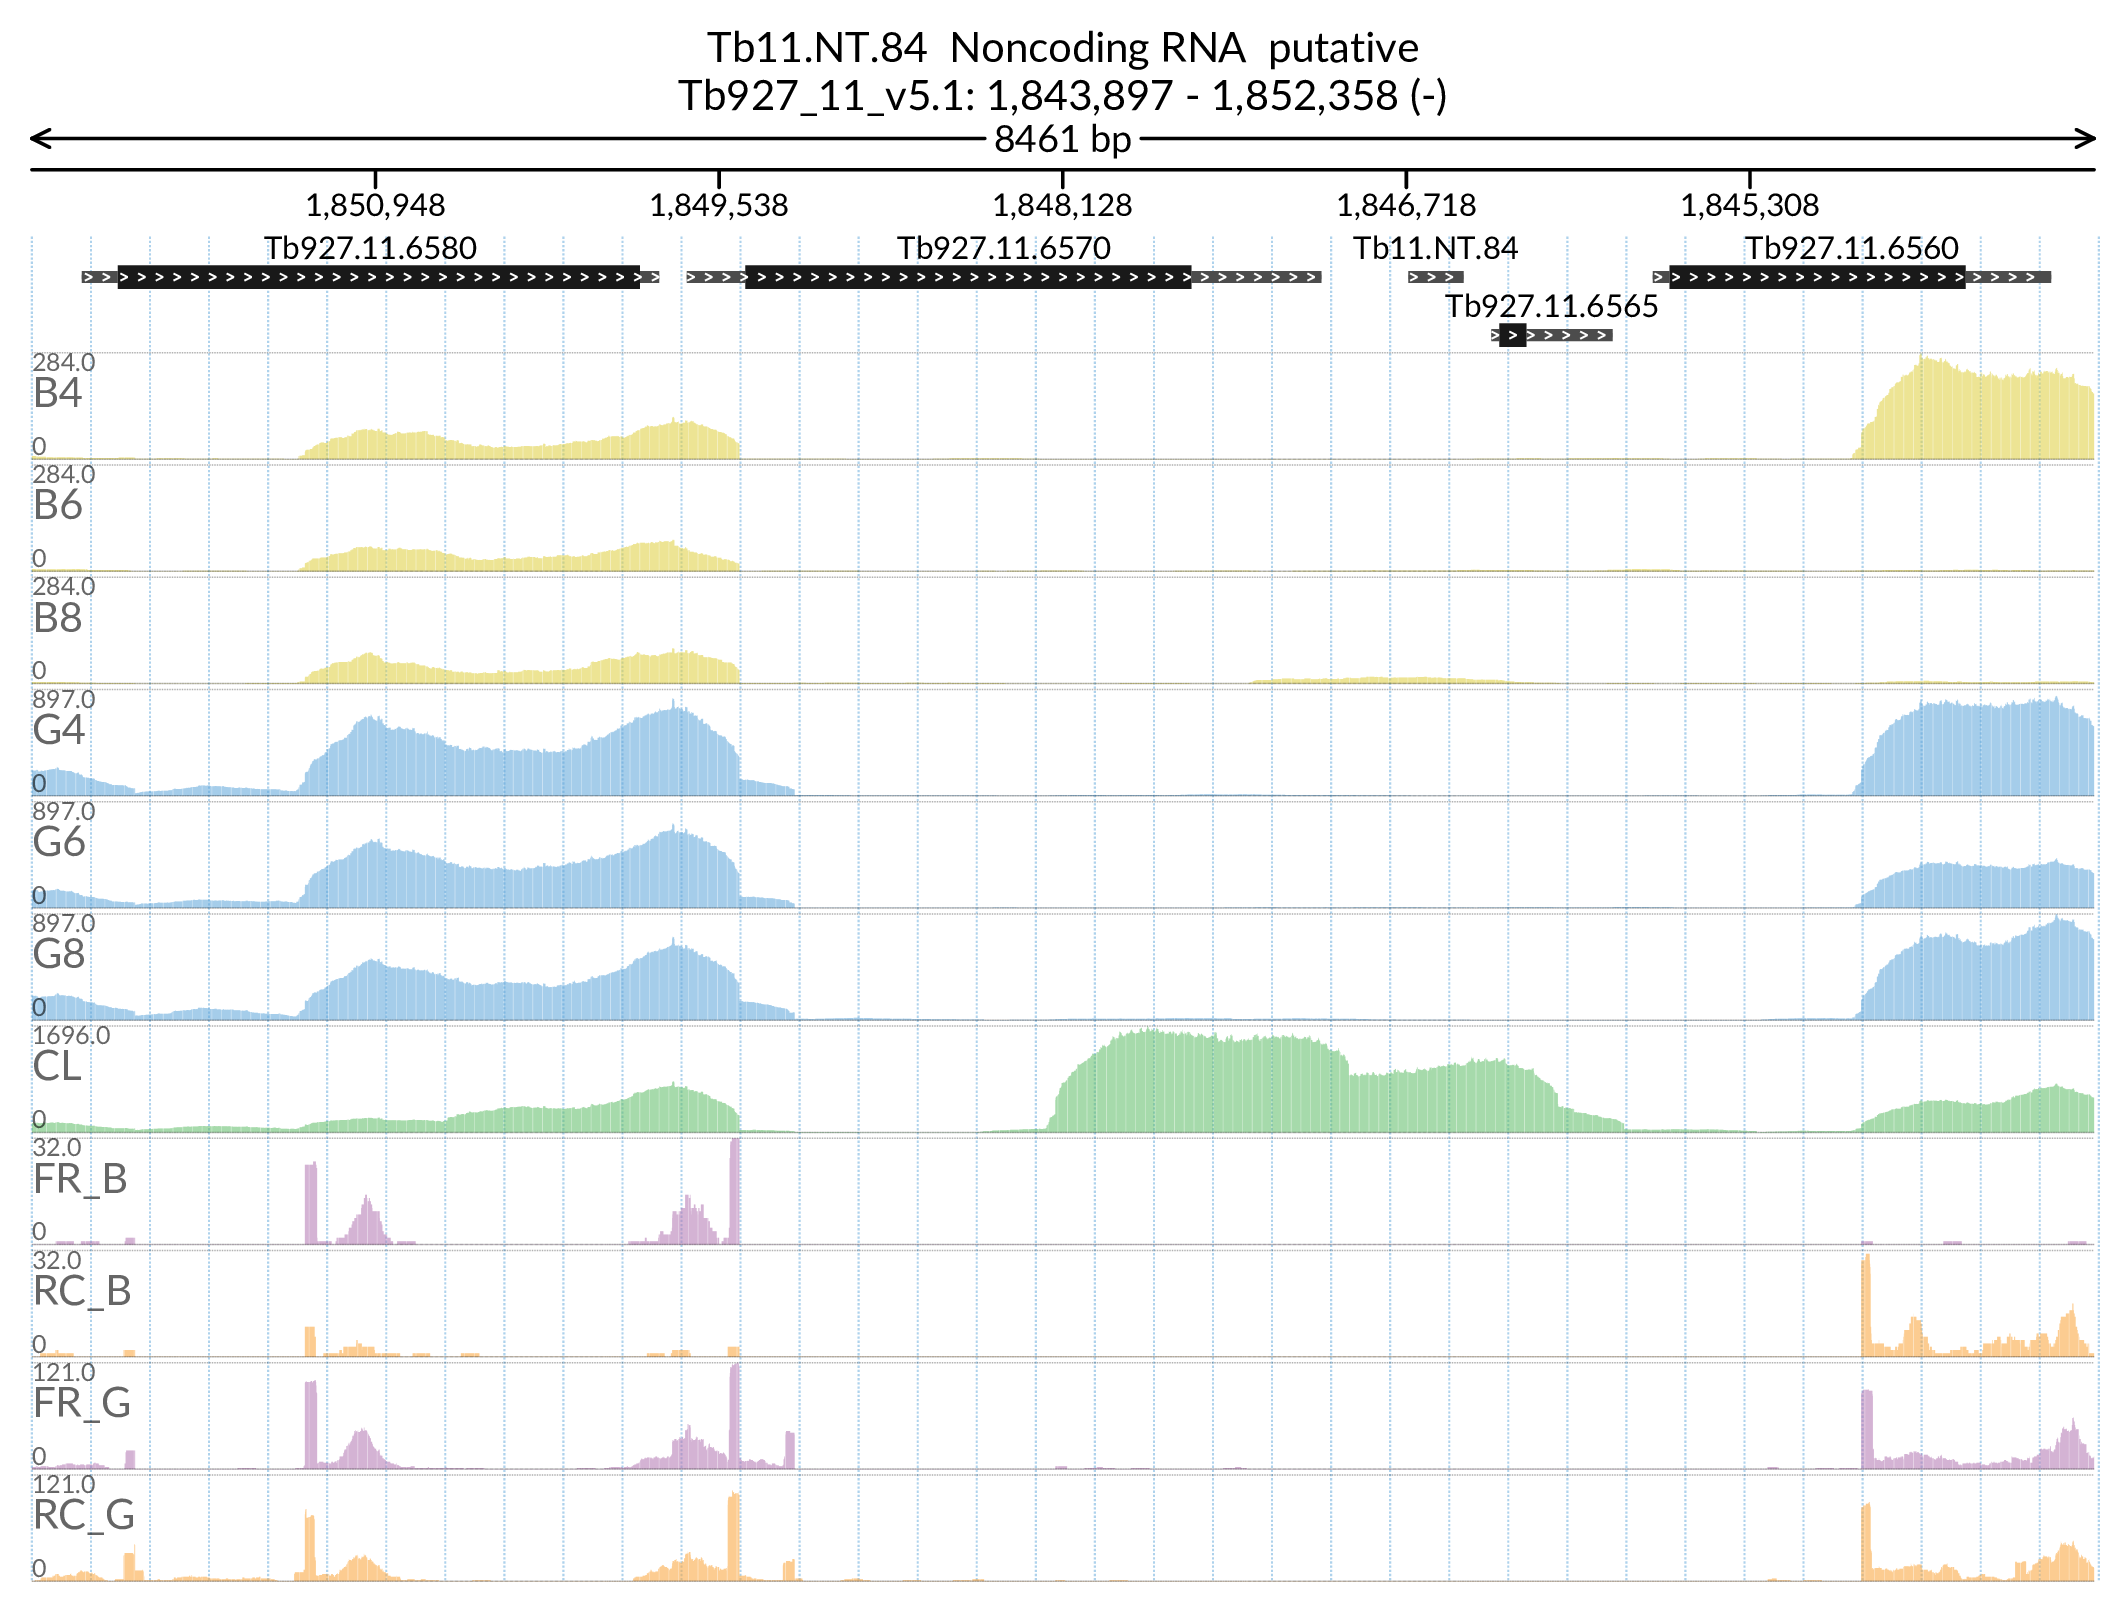 Tb11.NT.84 Noncoding RNA putative
Tb927_11_v5.1: 1,843,897 - 1,852,358 (-)
8461 bp
1,850,948 1,849,538 1,848,128 1,846,718 1,845,308
Tb927.11.6580 Tb927.11.6570 Tb11.NT.84 Tb927.11.6560
Tb927.11.6565
284.0
B4
0
284.0
B6
0
284.0
B8
0
897.0
G4
0
897.0
G6
0
897.0
G8
0
1696.0
CL
0
32.0
FR_B
0
32.0
RC_B
0
121.0
FR_G
0
121.0
RC_G
0